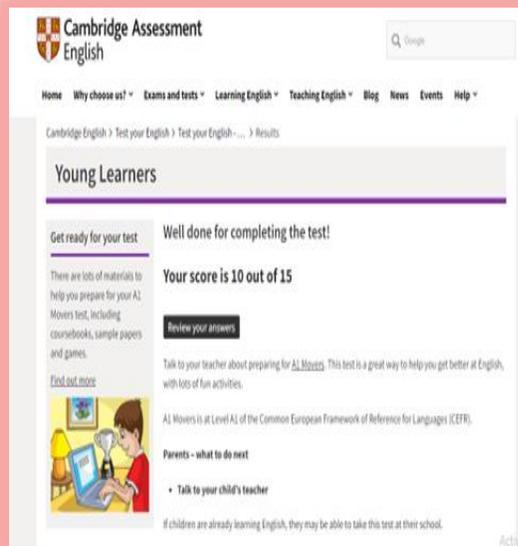 Cambridge Assessment
English
Google
Home Why choose us? Exams and tests Learning English Teaching English Blog News Events Help
Cambridge English > Test your English > Test your English - ... > Results
Young Learners
Get ready for your test
There are lots of materials to
help you prepare for your A1
Movers test, including
coursebooks, sample papers
and games.
Find out more
Well done for completing the test!
Your score is 10 out of 15
Review your answers
Talk to your teacher about preparing for A1 Movers. This test is a great way to help you get better at English,
with lots of fun activities.
A1 Movers is at Level A1 of the Common European Framework of Reference for Languages (CEFR).
Parents – what to do next
• Talk to your child's teacher
If children are already learning English, they may be able to take this test at their school.
Acti